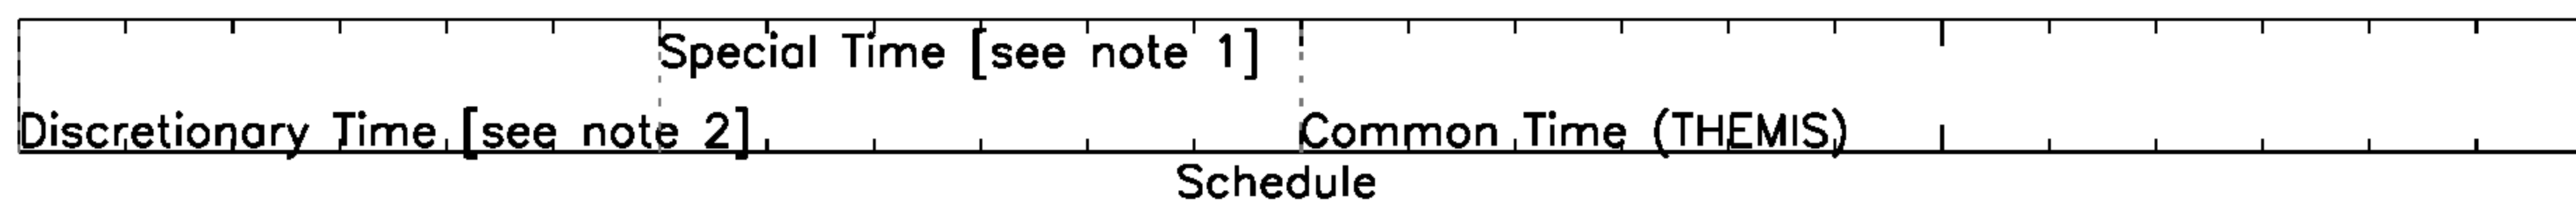 Special Time [see note 1]
Discretionary Time [see note 2]
Common Time (THEMIS)
Schedule